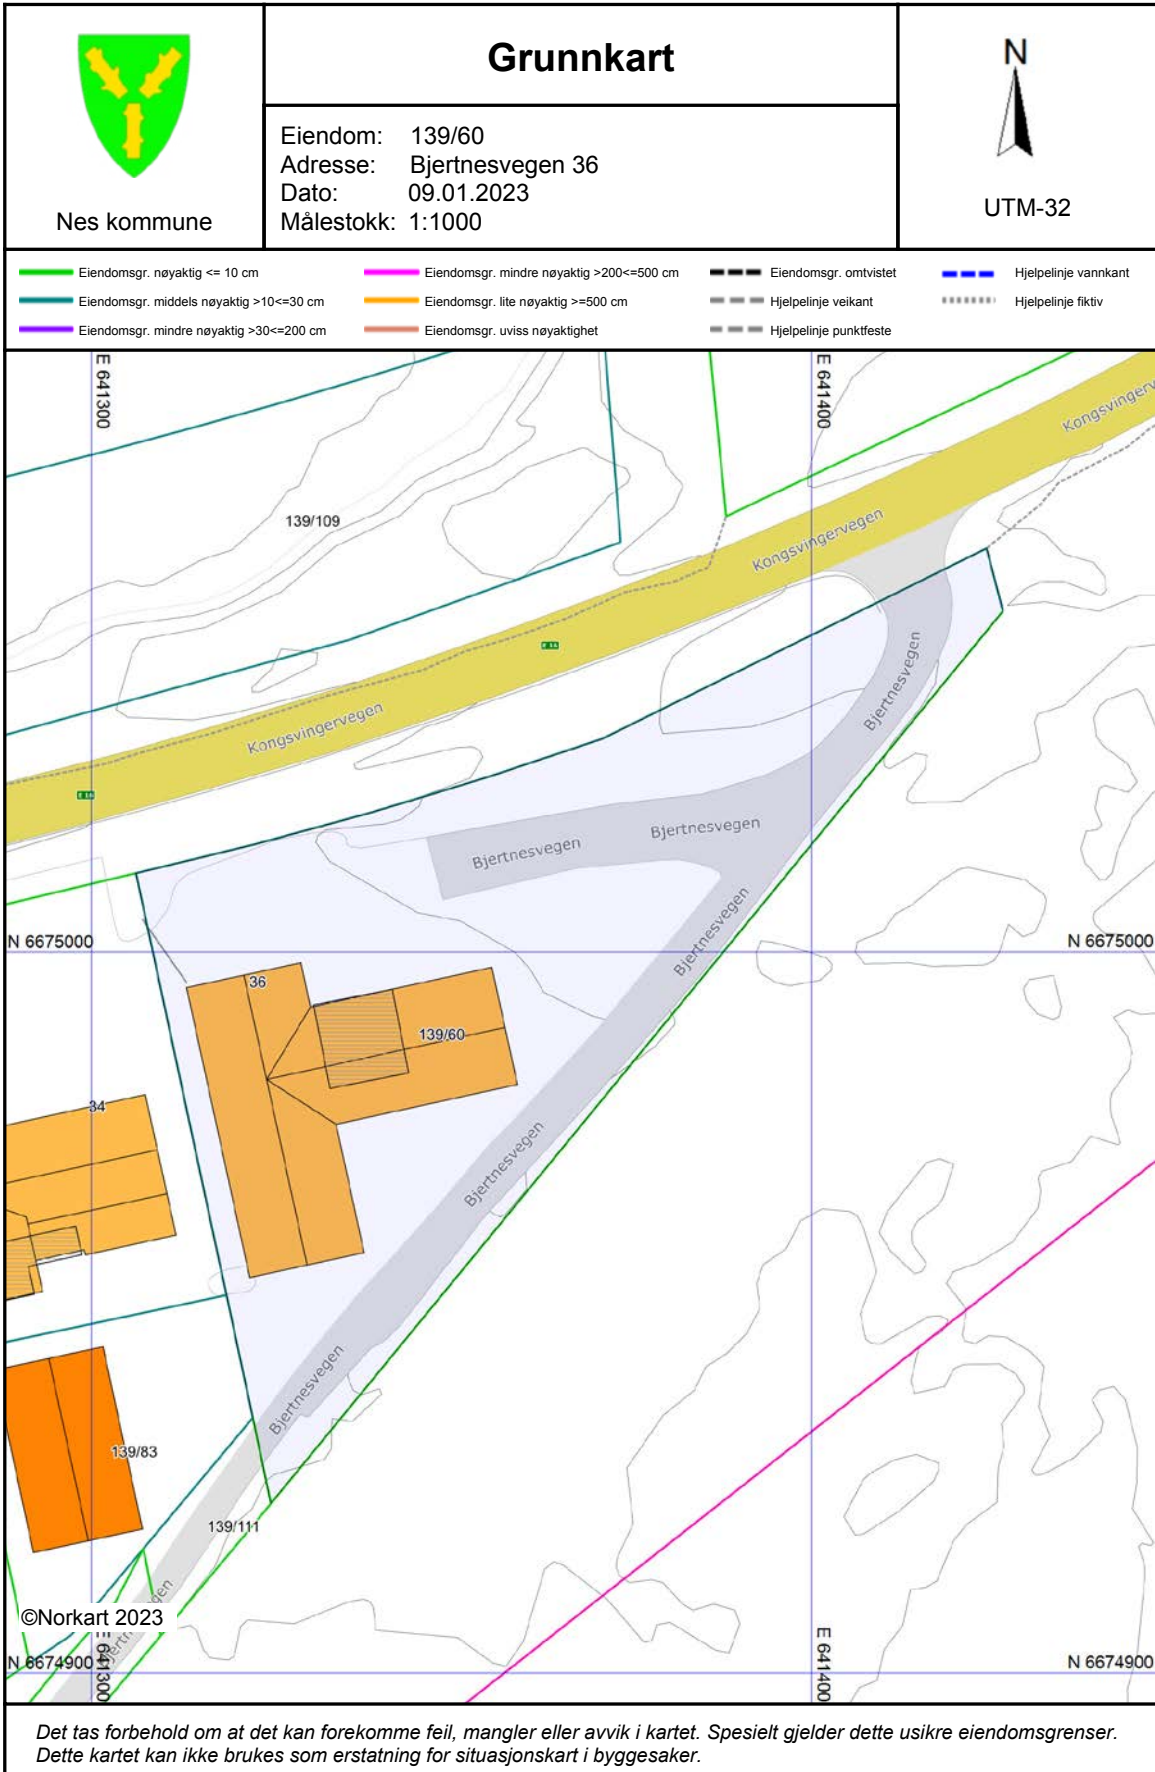 Grunnkart
Nes kommune
Eiendom: 139/60
Adresse: Bjertnesvegen 36
Dato: 09.01.2023
Målestokk: 1:1000
N
UTM-32
Eiendomsgr. nøyaktig <= 10 cm
Eiendomsgr. middels nøyaktig >10<=30 cm
Eiendomsgr. mindre nøyaktig >30<=200 cm
Eiendomsgr. mindre nøyaktig >200<=500 cm
Eiendomsgr. lite nøyaktig >=500 cm
Eiendomsgr. uviss nøyaktighet
Eiendomsgr. omtvistet
Hjelpelinje veikant
Hjelpelinje punktfeste
Hjelpelinje vannkant
Hjelpelinje fiktiv
E 641300
E 641400
Kongsvingerv
139/109
Kongsvingervegen
E 16
Bjertnesvegen
Kongsvingervegen
E 16
Bjertnesvegen
Bjertnesvegen
Bjertnesvegen
N 6675000
N 6675000
36
139/60
34
Bjertnesvegen
Bjertnesvegen
139/83
139/111
©Norkart 2023
N 6674900
E 641300
E 641400
N 6674900
Det tas forbehold om at det kan forekomme feil, mangler eller avvik i kartet. Spesielt gjelder dette usikre eiendomsgrenser.
Dette kartet kan ikke brukes som erstatning for situasjonskart i byggesaker.